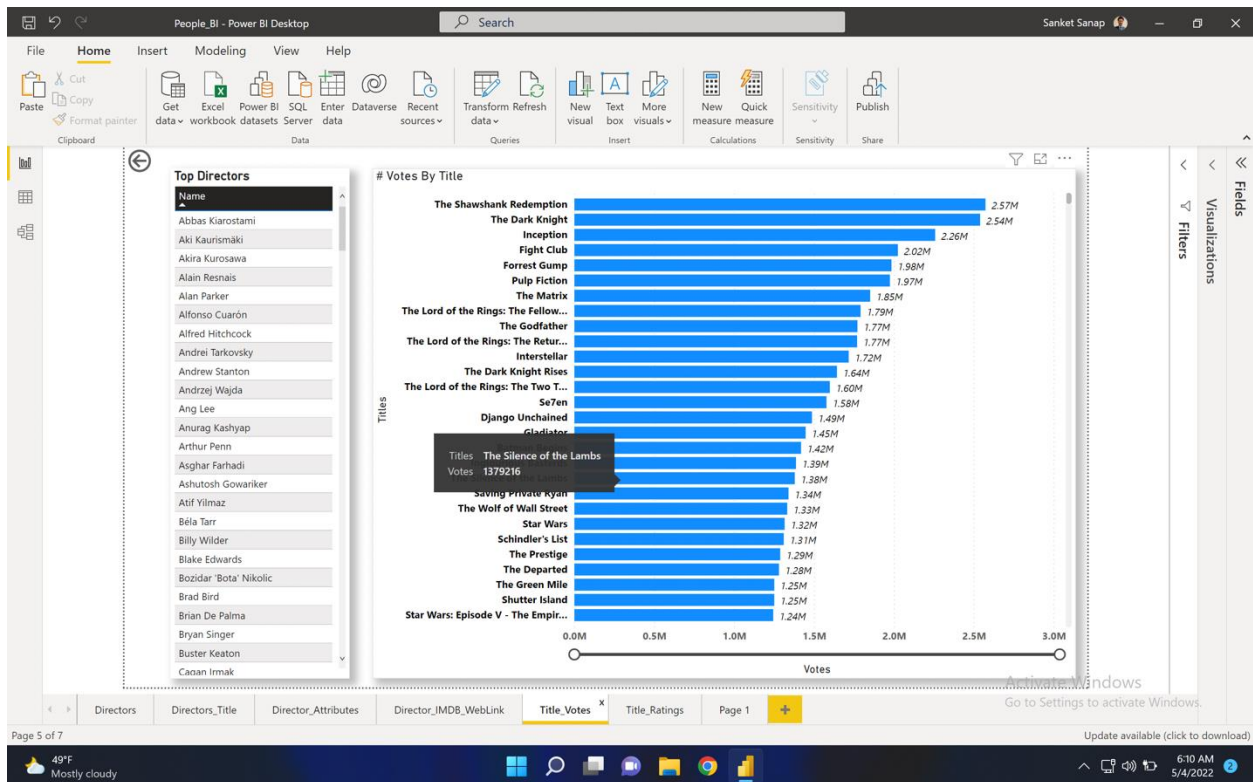 People_BI - Power BI Desktop
Search
Sanket Sanap
File Home Insert Modeling View Help
Paste
Cut
Copy
Format painter
Clipboard
Get data
Excel workbook
Power BI datasets
SQL Server
Enter data
Dataverse
Recent sources
Data
Transform data
Refresh
Queries
New visual
Text box
More visuals
Insert
New measure
Quick measure
Calculations
Sensitivity
Sensitivity
Publish
Share
Top Directors
Name
Abbas Kiarostami
Aki Kaurismäki
Akira Kurosawa
Alain Resnais
Alan Parker
Alfonso Cuarón
Alfred Hitchcock
Andrei Tarkovsky
Andrew Stanton
Andrzej Wajda
Ang Lee
Anurag Kashyap
Arthur Penn
Asghar Farhadi
Ashutosh Gowariker
Atif Yilmaz
Béla Tarr
Billy Wilder
Blake Edwards
Bozidar 'Bota' Nikolic
Brad Bird
Brian De Palma
Bryan Singer
Buster Keaton
Cagan Irmak
# Votes By Title
Titles
The Shawshank Redemption 2.57M
The Dark Knight 2.54M
Inception 2.26M
Fight Club 2.02M
Forrest Gump 1.98M
Pulp Fiction 1.97M
The Matrix 1.85M
The Lord of the Rings: The Fellow... 1.79M
The Godfather 1.77M
The Lord of the Rings: The Retur... 1.77M
Interstellar 1.72M
The Dark Knight Rises 1.64M
The Lord of the Rings: The Two T... 1.60M
Se7en 1.58M
Django Unchained 1.49M
Gladiator 1.45M
1.42M
1.39M
1.38M
Titles The Silence of the Lambs
Votes 1379216
Saving Private Ryan 1.34M
The Wolf of Wall Street 1.33M
Star Wars 1.32M
Schindler's List 1.31M
The Prestige 1.29M
The Departed 1.28M
The Green Mile 1.25M
Shutter Island 1.25M
Star Wars: Episode V - The Empir... 1.24M
0.0M 0.5M 1.0M 1.5M 2.0M 2.5M 3.0M
Votes
Filters
Visualizations
Fields
Activate Windows
Go to Settings to activate Windows.
Directors Directors_Title Director_Attributes Director_IMDB_WebLink Title_Votes x Title_Ratings Page 1 +
Page 5 of 7
Update available (click to download)
49°F
Mostly cloudy
6:10 AM
5/4/2022
2